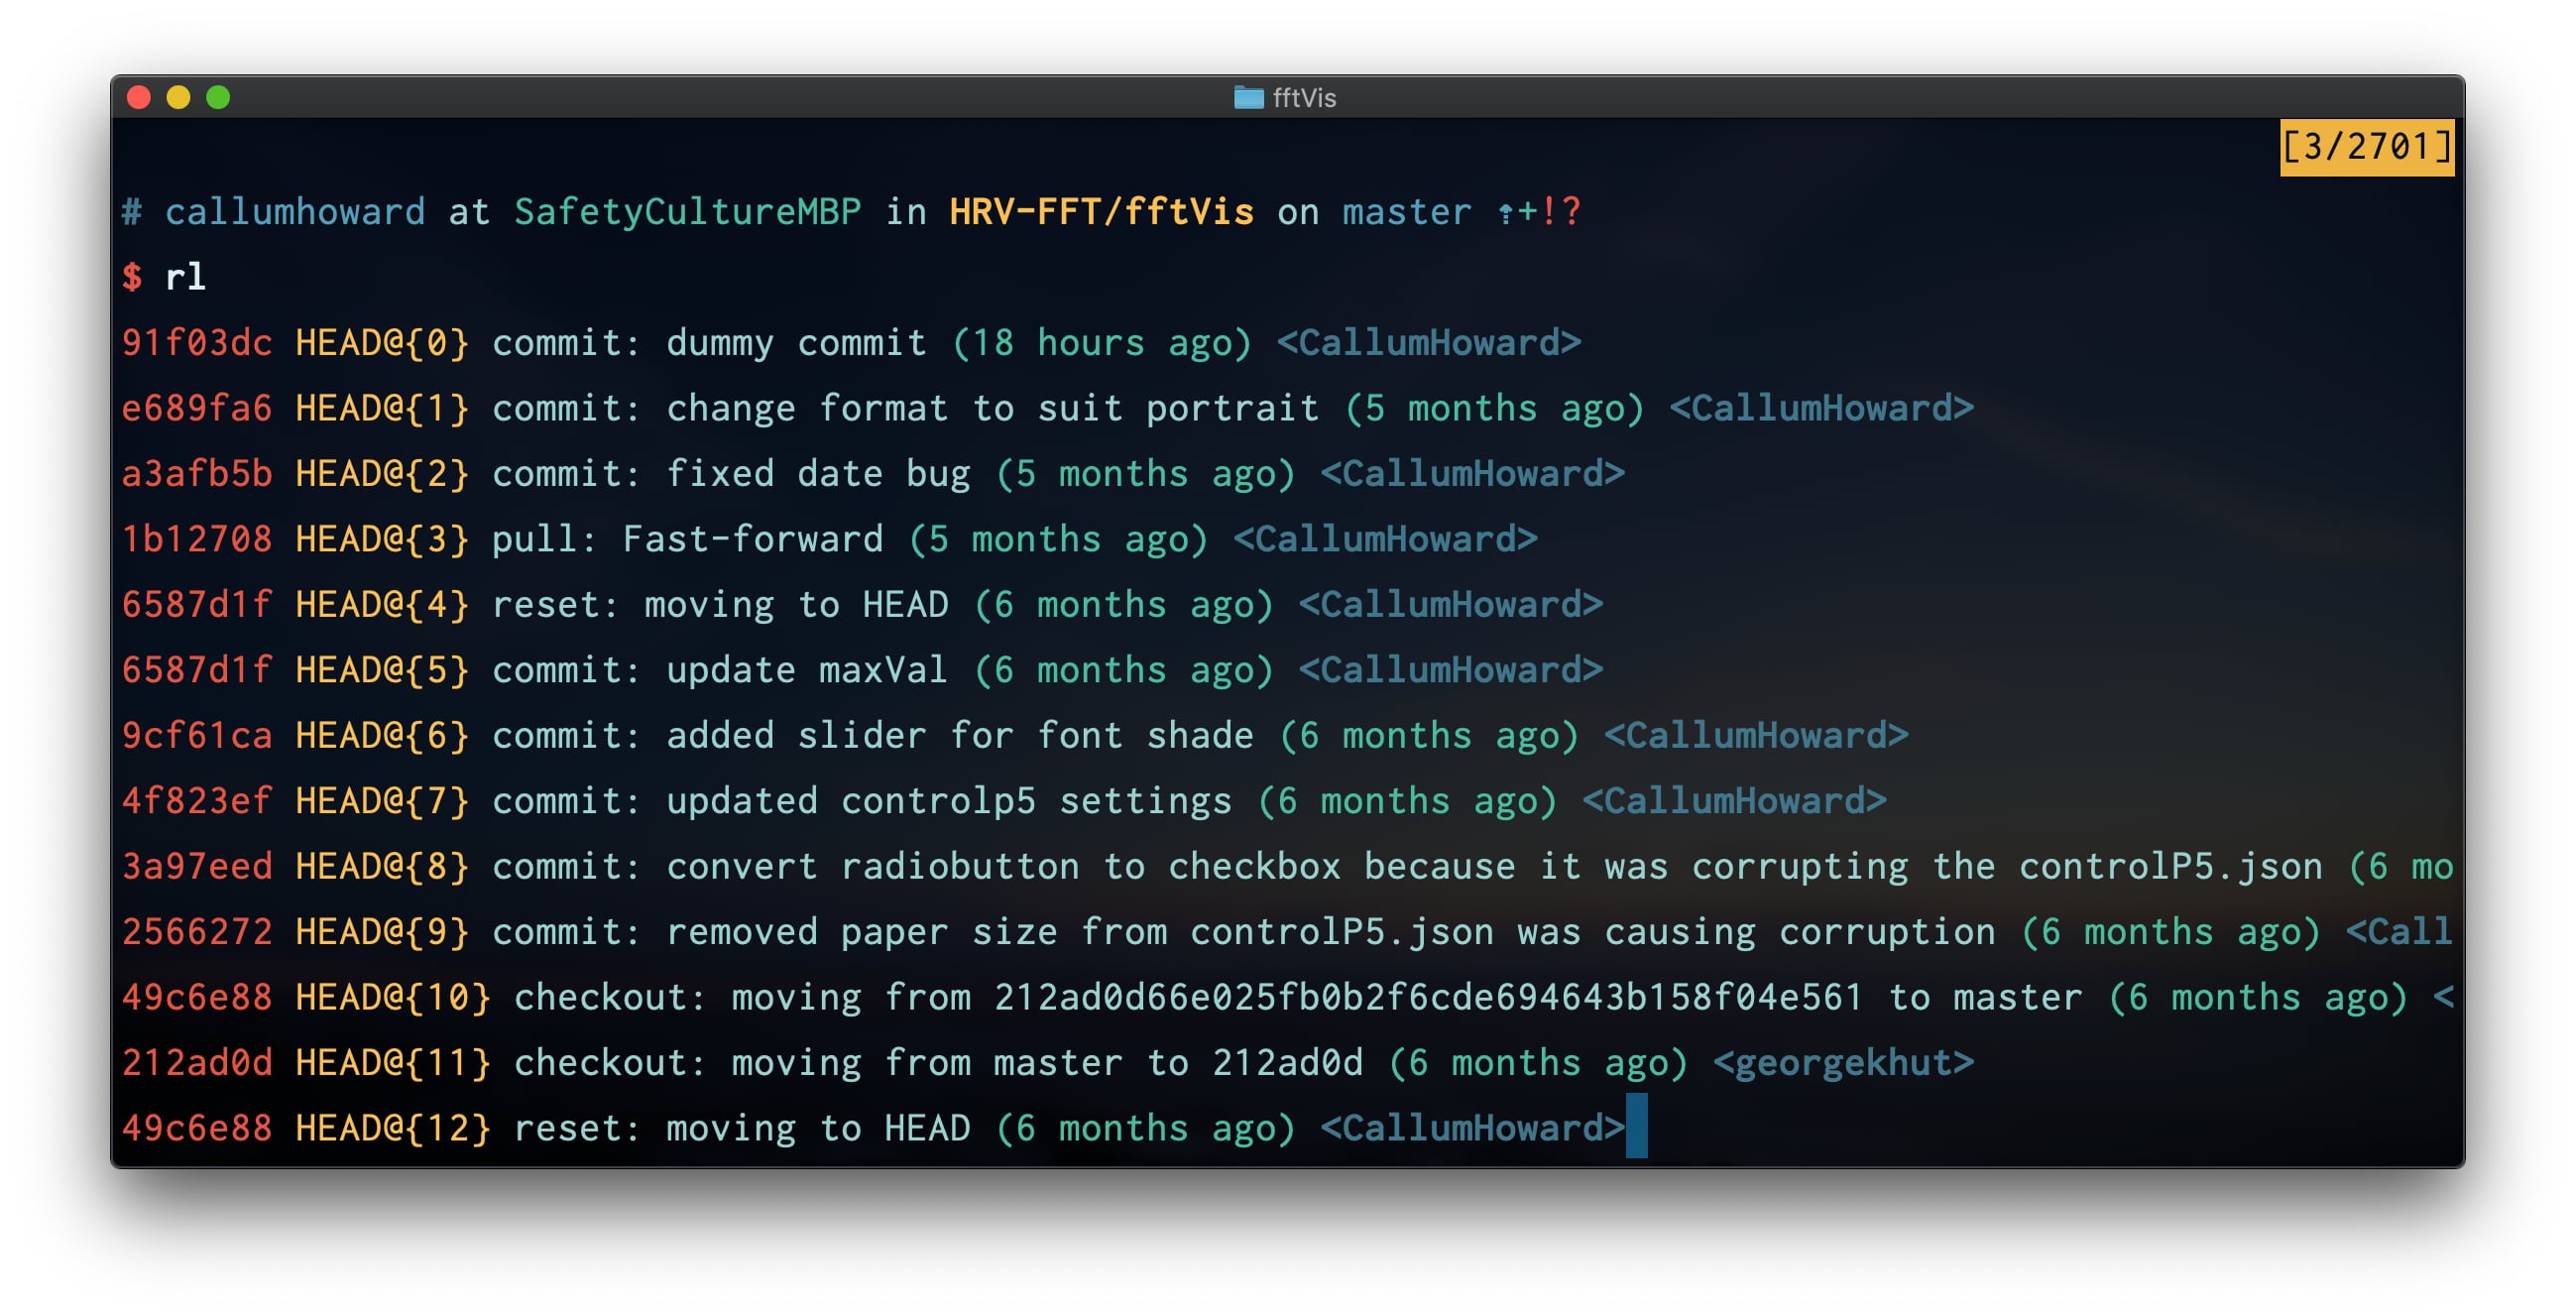 fftVis
[3/2701]
# callumhoward at SafetyCultureMBP in HRV-FFT/fftVis on master ⇡+!?
$ rl
91f03dc HEAD@{0} commit: dummy commit (18 hours ago) <CallumHoward>
e689fa6 HEAD@{1} commit: change format to suit portrait (5 months ago) <CallumHoward>
a3afb5b HEAD@{2} commit: fixed date bug (5 months ago) <CallumHoward>
1b12708 HEAD@{3} pull: Fast-forward (5 months ago) <CallumHoward>
6587d1f HEAD@{4} reset: moving to HEAD (6 months ago) <CallumHoward>
6587d1f HEAD@{5} commit: update maxVal (6 months ago) <CallumHoward>
9cf61ca HEAD@{6} commit: added slider for font shade (6 months ago) <CallumHoward>
4f823ef HEAD@{7} commit: updated controlp5 settings (6 months ago) <CallumHoward>
3a97eed HEAD@{8} commit: convert radiobutton to checkbox because it was corrupting the controlP5.json (6 mo
2566272 HEAD@{9} commit: removed paper size from controlP5.json was causing corruption (6 months ago) <Call
49c6e88 HEAD@{10} checkout: moving from 212ad0d66e025fb0b2f6cde694643b158f04e561 to master (6 months ago) <
212ad0d HEAD@{11} checkout: moving from master to 212ad0d (6 months ago) <georgekhut>
49c6e88 HEAD@{12} reset: moving to HEAD (6 months ago) <CallumHoward>